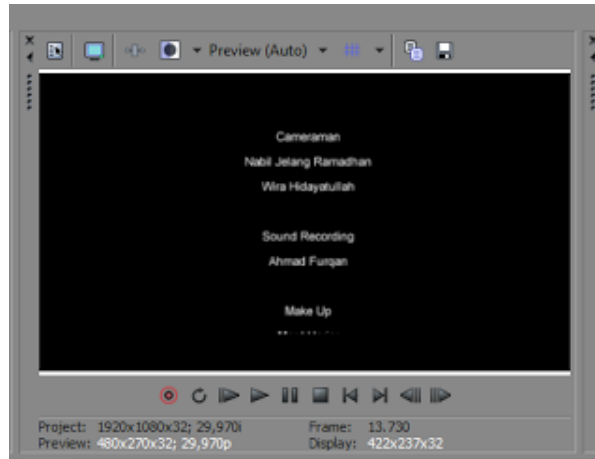 Preview (Auto)
Cameraman
Nabil Jelang Ramadhan
Wira Hidayatullah
Sound Recording
Ahmad Furqan
Make Up
Project: 1920x1080x32; 29,970i
Frame: 13.730
Preview: 480x270x32; 29,970p
Display: 422x237x32